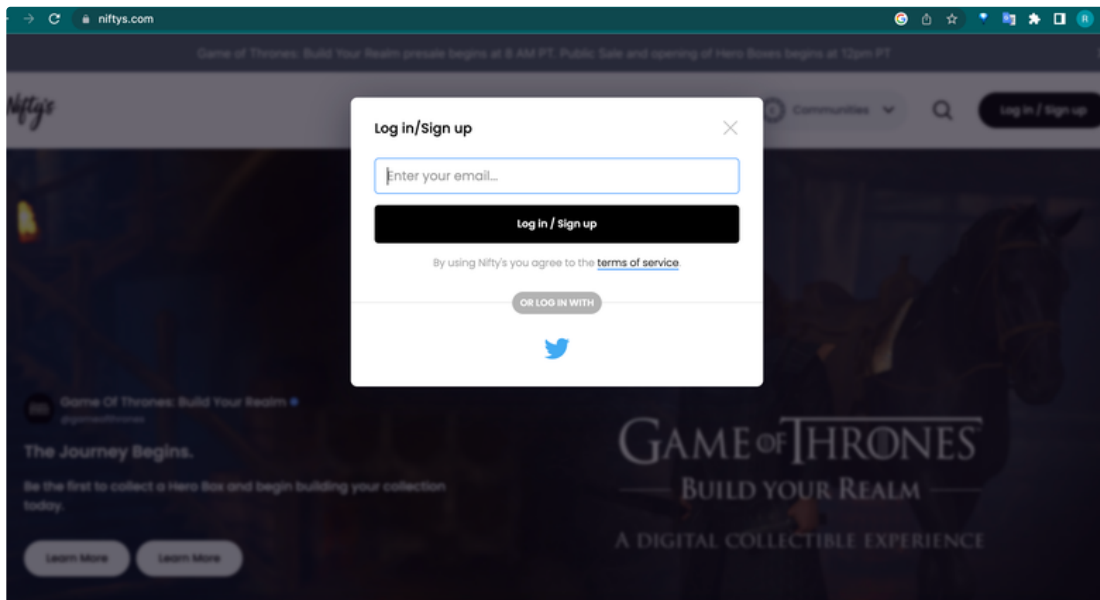 niftys.com
R
Game of Thrones: Build Your Realm presale begins at 8 AM PT. Public Sale and opening of Hero Boxes begins at 12pm PT
Nifty's
Communities
Log in / Sign up
Log in/Sign up
Enter your email...
Log in / Sign up
By using Nifty's you agree to the terms of service.
OR LOG IN WITH
Game Of Thrones: Build Your Realm
@gameofthrones
The Journey Begins.
Be the first to collect a Hero Box and begin building your collection
today.
Learn More
Learn More
GAME OF THRONES
BUILD YOUR REALM
A DIGITAL COLLECTIBLE EXPERIENCE